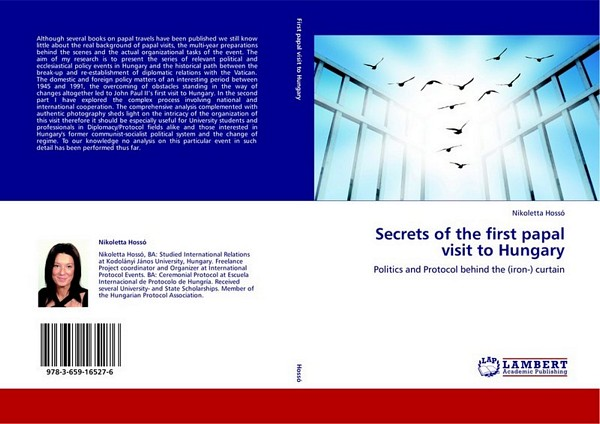 Although several books on papal travels have been published we still know
little about the real background of papal visits, the multi-year preparations
behind the scenes and the actual organizational tasks of the event. The
aim of my research is to present the series of relevant political and
ecclesiastical policy events in Hungary and the historical path between the
break-up and re-establishment of diplomatic relations with the Vatican.
The domestic and foreign policy matters of an interesting period between
1945 and 1991, the overcoming of obstacles standing in the way of
changes altogether led to John Paul II's first visit to Hungary. In the second
part I have explored the complex process involving national and
international cooperation. The comprehensive analysis complemented with
authentic photography sheds light on the intricacy of the organization of
this visit therefore it should be especially useful for University students and
professionals in Diplomacy/Protocol fields alike and those interested in
Hungary's former communist-socialist political system and the change of
regime. To our knowledge no analysis on this particular event in such
detail has been performed thus far.
Nikoletta Hossó
Nikoletta Hossó, BA: Studied International Relations
at Kodolányi János University, Hungary. Freelance
Project coordinator and Organizer at International
Protocol Events. BA: Ceremonial Protocol at Escuela
Internacional de Protocolo de Hungría. Received
several University- and State Scholarships. Member of
the Hungarian Protocol Association.
978-3-659-16527-6
First papal visit to Hungary
Hossó
Nikoletta Hossó
Secrets of the first papal
visit to Hungary
Politics and Protocol behind the (iron-) curtain
LAP
LAMBERT
Academic Publishing